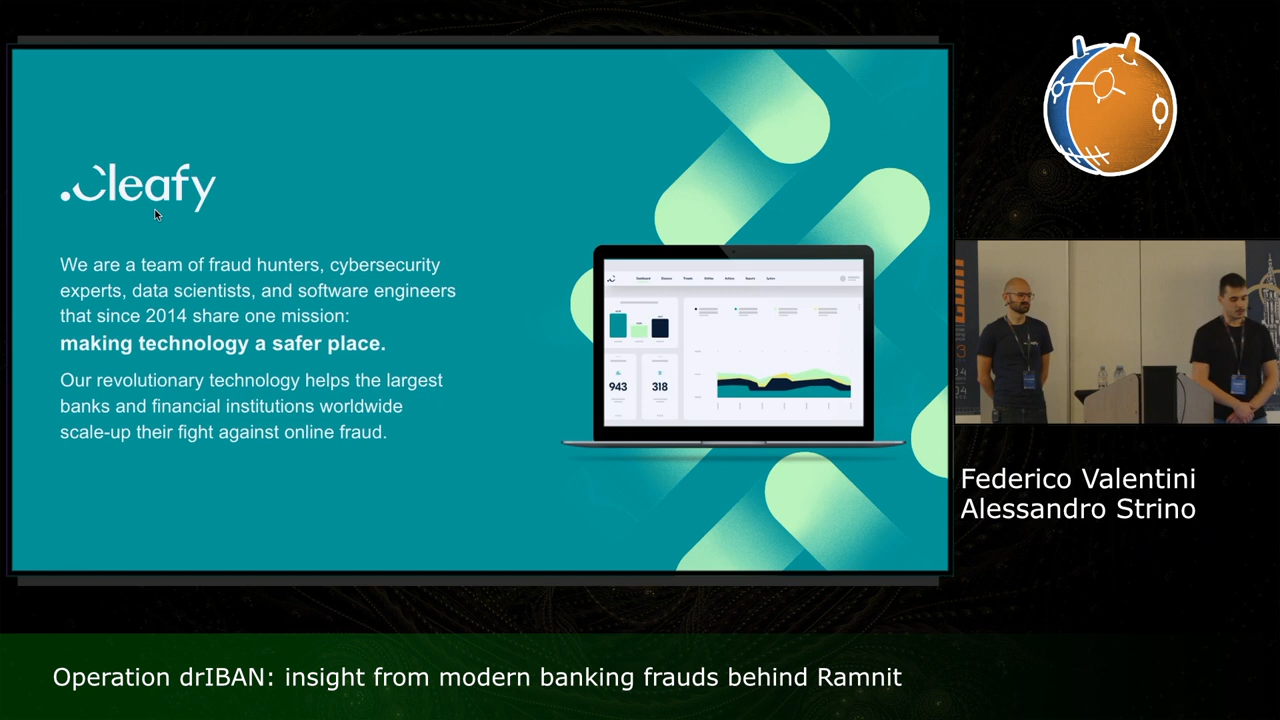 .Cleafy
We are a team of fraud hunters, cybersecurity
experts, data scientists, and software engineers
that since 2014 share one mission:
making technology a safer place.
Our revolutionary technology helps the largest
banks and financial institutions worldwide
scale-up their fight against online fraud.
943
318
Federico Valentini
Alessandro Strino
Operation drIBAN: insight from modern banking frauds behind Ramnit